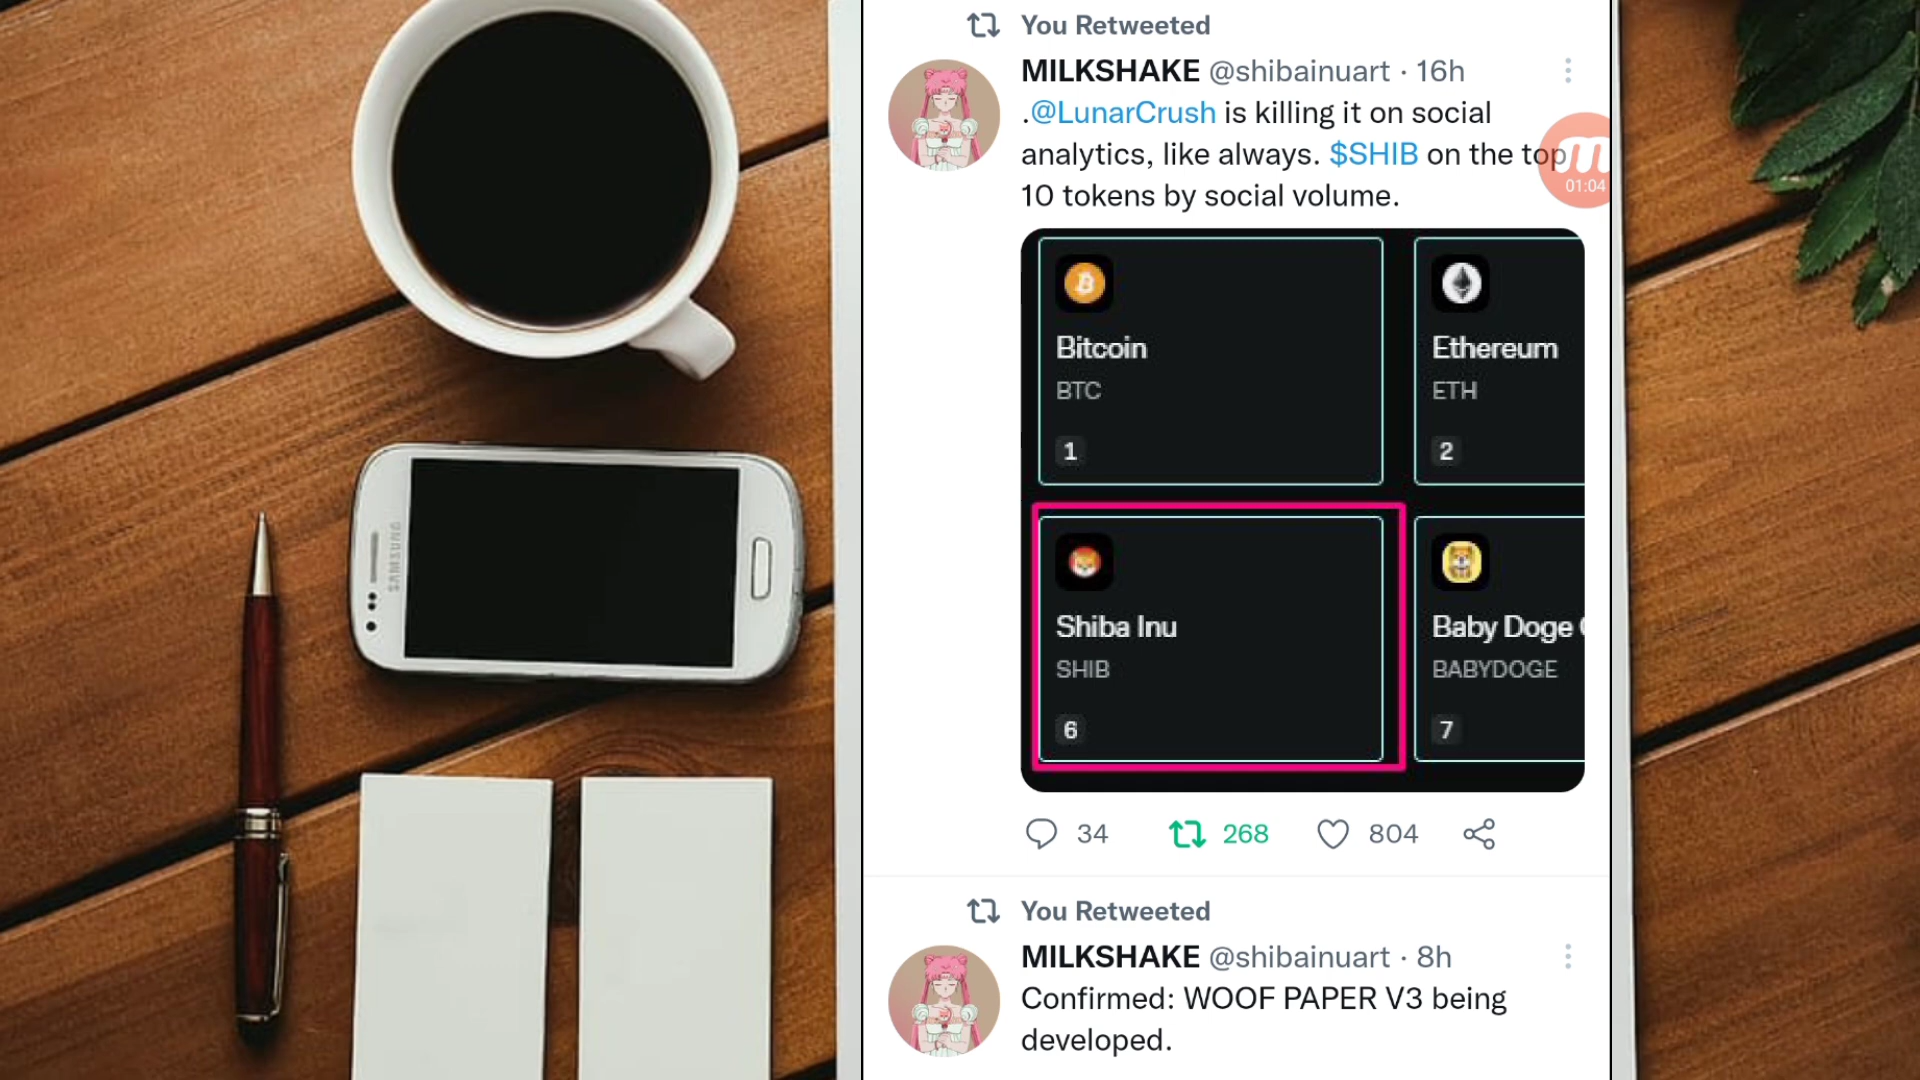 You Retweeted
MILKSHAKE @shibainuart · 16h
.@LunarCrush is killing it on social
analytics, like always. $SHIB on the top
10 tokens by social volume.
01:04
Bitcoin
BTC
1
Ethereum
ETH
2
Shiba Inu
SHIB
6
Baby Doge
BABYDOGE
7
34 268 804
You Retweeted
MILKSHAKE @shibainuart · 8h
Confirmed: WOOF PAPER V3 being
developed.
SAMSUNG